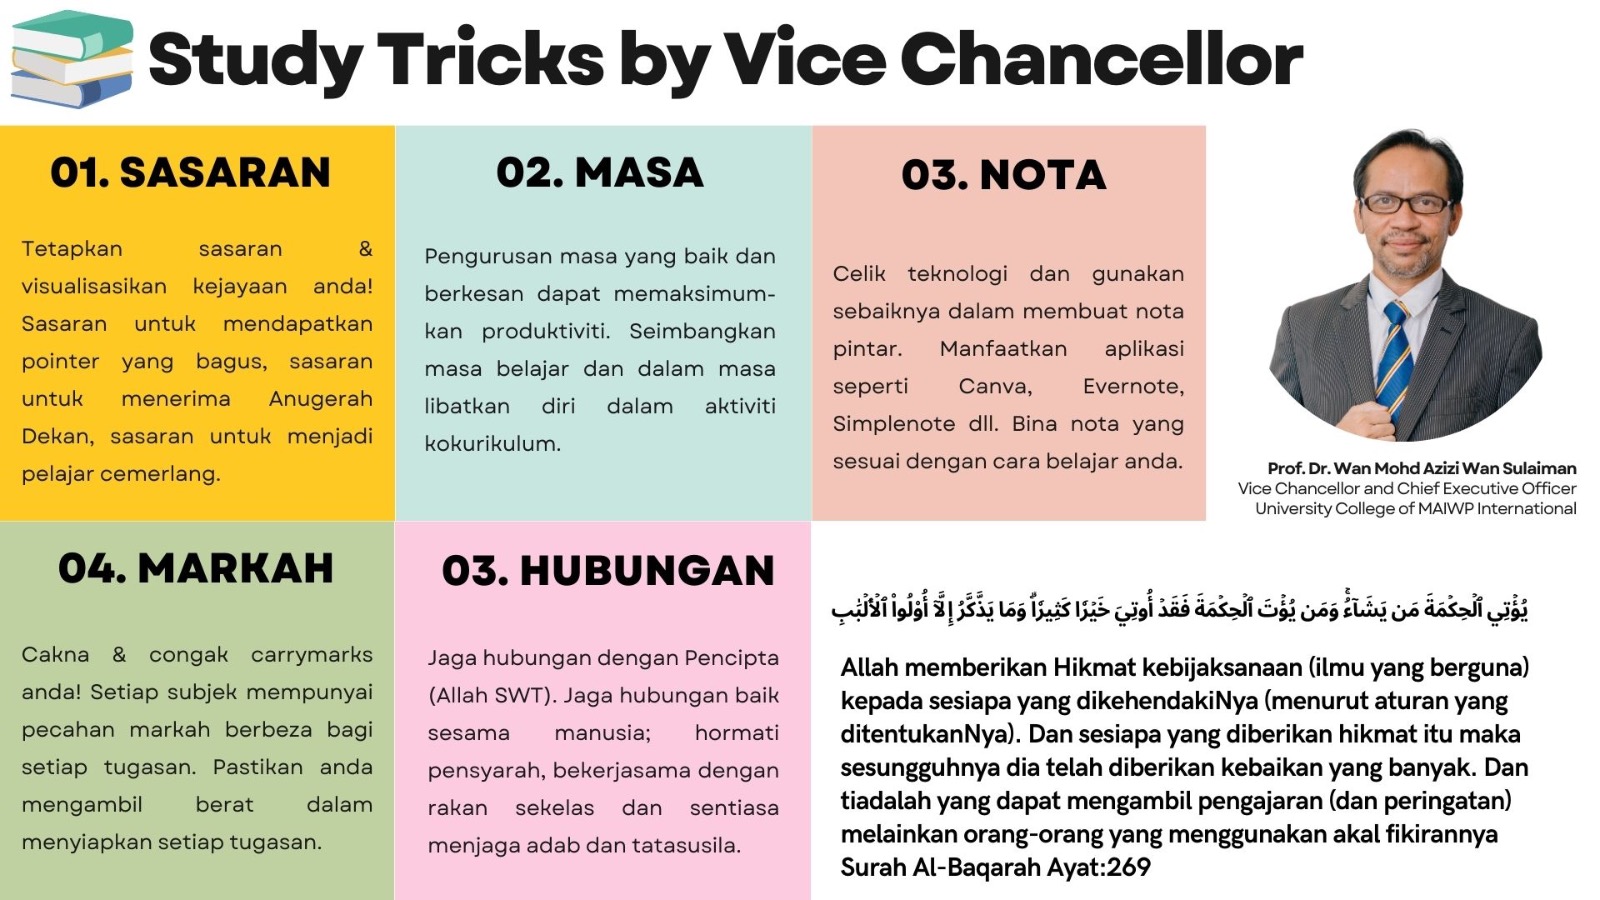 Study Tricks by Vice Chancellor
01. SASARAN
Tetapkan sasaran &
visualisasikan kejayaan anda!
Sasaran untuk mendapatkan
pointer yang bagus, sasaran
untuk menerima Anugerah
Dekan, sasaran untuk menjadi
pelajar cemerlang.
02. MASA
Pengurusan masa yang baik dan
berkesan dapat memaksimum-
kan produktiviti. Seimbangkan
masa belajar dan dalam masa
libatkan diri dalam aktiviti
kokurikulum.
03. NOTA
Celik teknologi dan gunakan
sebaiknya dalam membuat nota
pintar. Manfaatkan aplikasi
seperti Canva, Evernote,
Simplenote dll. Bina nota yang
sesuai dengan cara belajar anda.
Prof. Dr. Wan Mohd Azizi Wan Sulaiman
Vice Chancellor and Chief Executive Officer
University College of MAIWP International
04. MARKAH
Cakna & congak carrymarks
anda! Setiap subjek mempunyai
pecahan markah berbeza bagi
setiap tugasan. Pastikan anda
mengambil berat dalam
menyiapkan setiap tugasan.
03. HUBUNGAN
Jaga hubungan dengan Pencipta
(Allah SWT). Jaga hubungan baik
sesama manusia; hormati
pensyarah, bekerjasama dengan
rakan sekelas dan sentiasa
menjaga adab dan tatasusila.
يُؤْتِي ٱلْحِكْمَةَ مَن يَشَآءُ ۚ وَمَن يُؤْتَ ٱلْحِكْمَةَ فَقَدْ أُوتِيَ خَيْرًا كَثِيرًا ۗ وَمَا يَذَّكَّرُ إِلَّآ أُوْلُواْ ٱلْأَلْبَٰبِ
Allah memberikan Hikmat kebijaksanaan (ilmu yang berguna)
kepada sesiapa yang dikehendakiNya (menurut aturan yang
ditentukanNya). Dan sesiapa yang diberikan hikmat itu maka
sesungguhnya dia telah diberikan kebaikan yang banyak. Dan
tiadalah yang dapat mengambil pengajaran (dan peringatan)
melainkan orang-orang yang menggunakan akal fikirannya
Surah Al-Baqarah Ayat:269